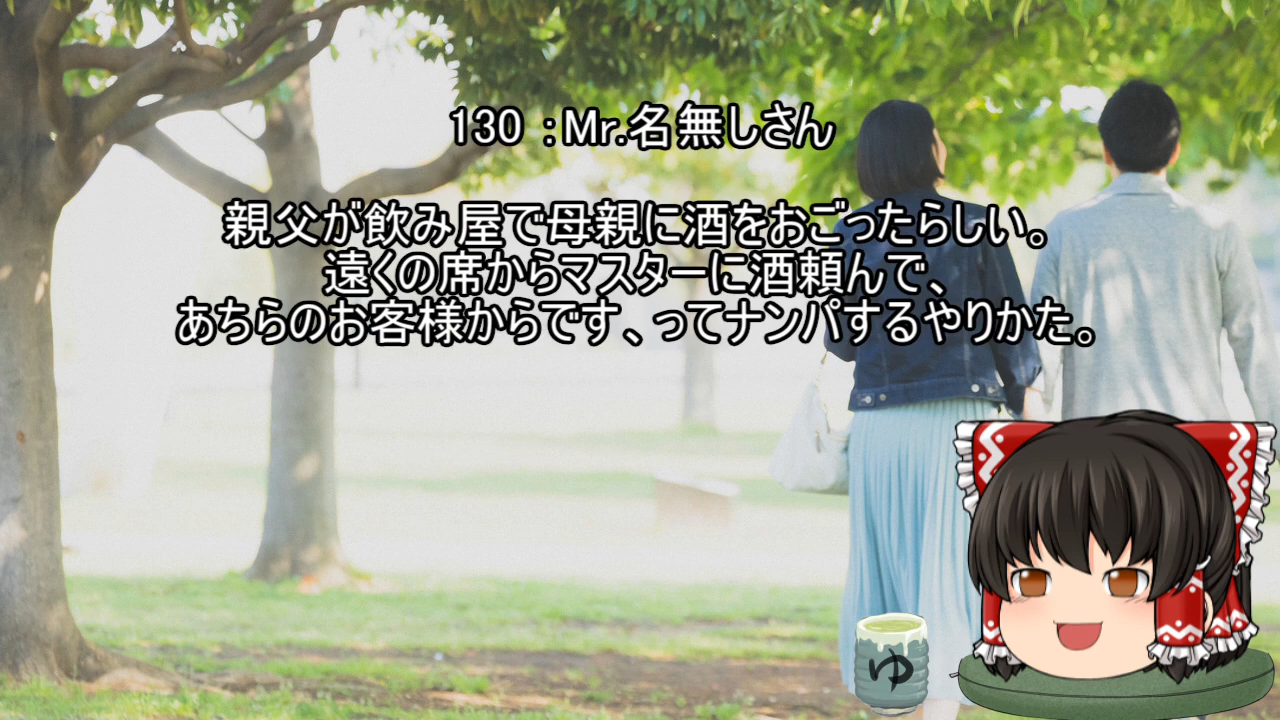 130 :Mr.名無しさん
親父が飲み屋で母親に酒をおごったらしい。
遠くの席からマスターに酒頼んで、
あちらのお客様からです、ってナンパするやりかた。
ゆ